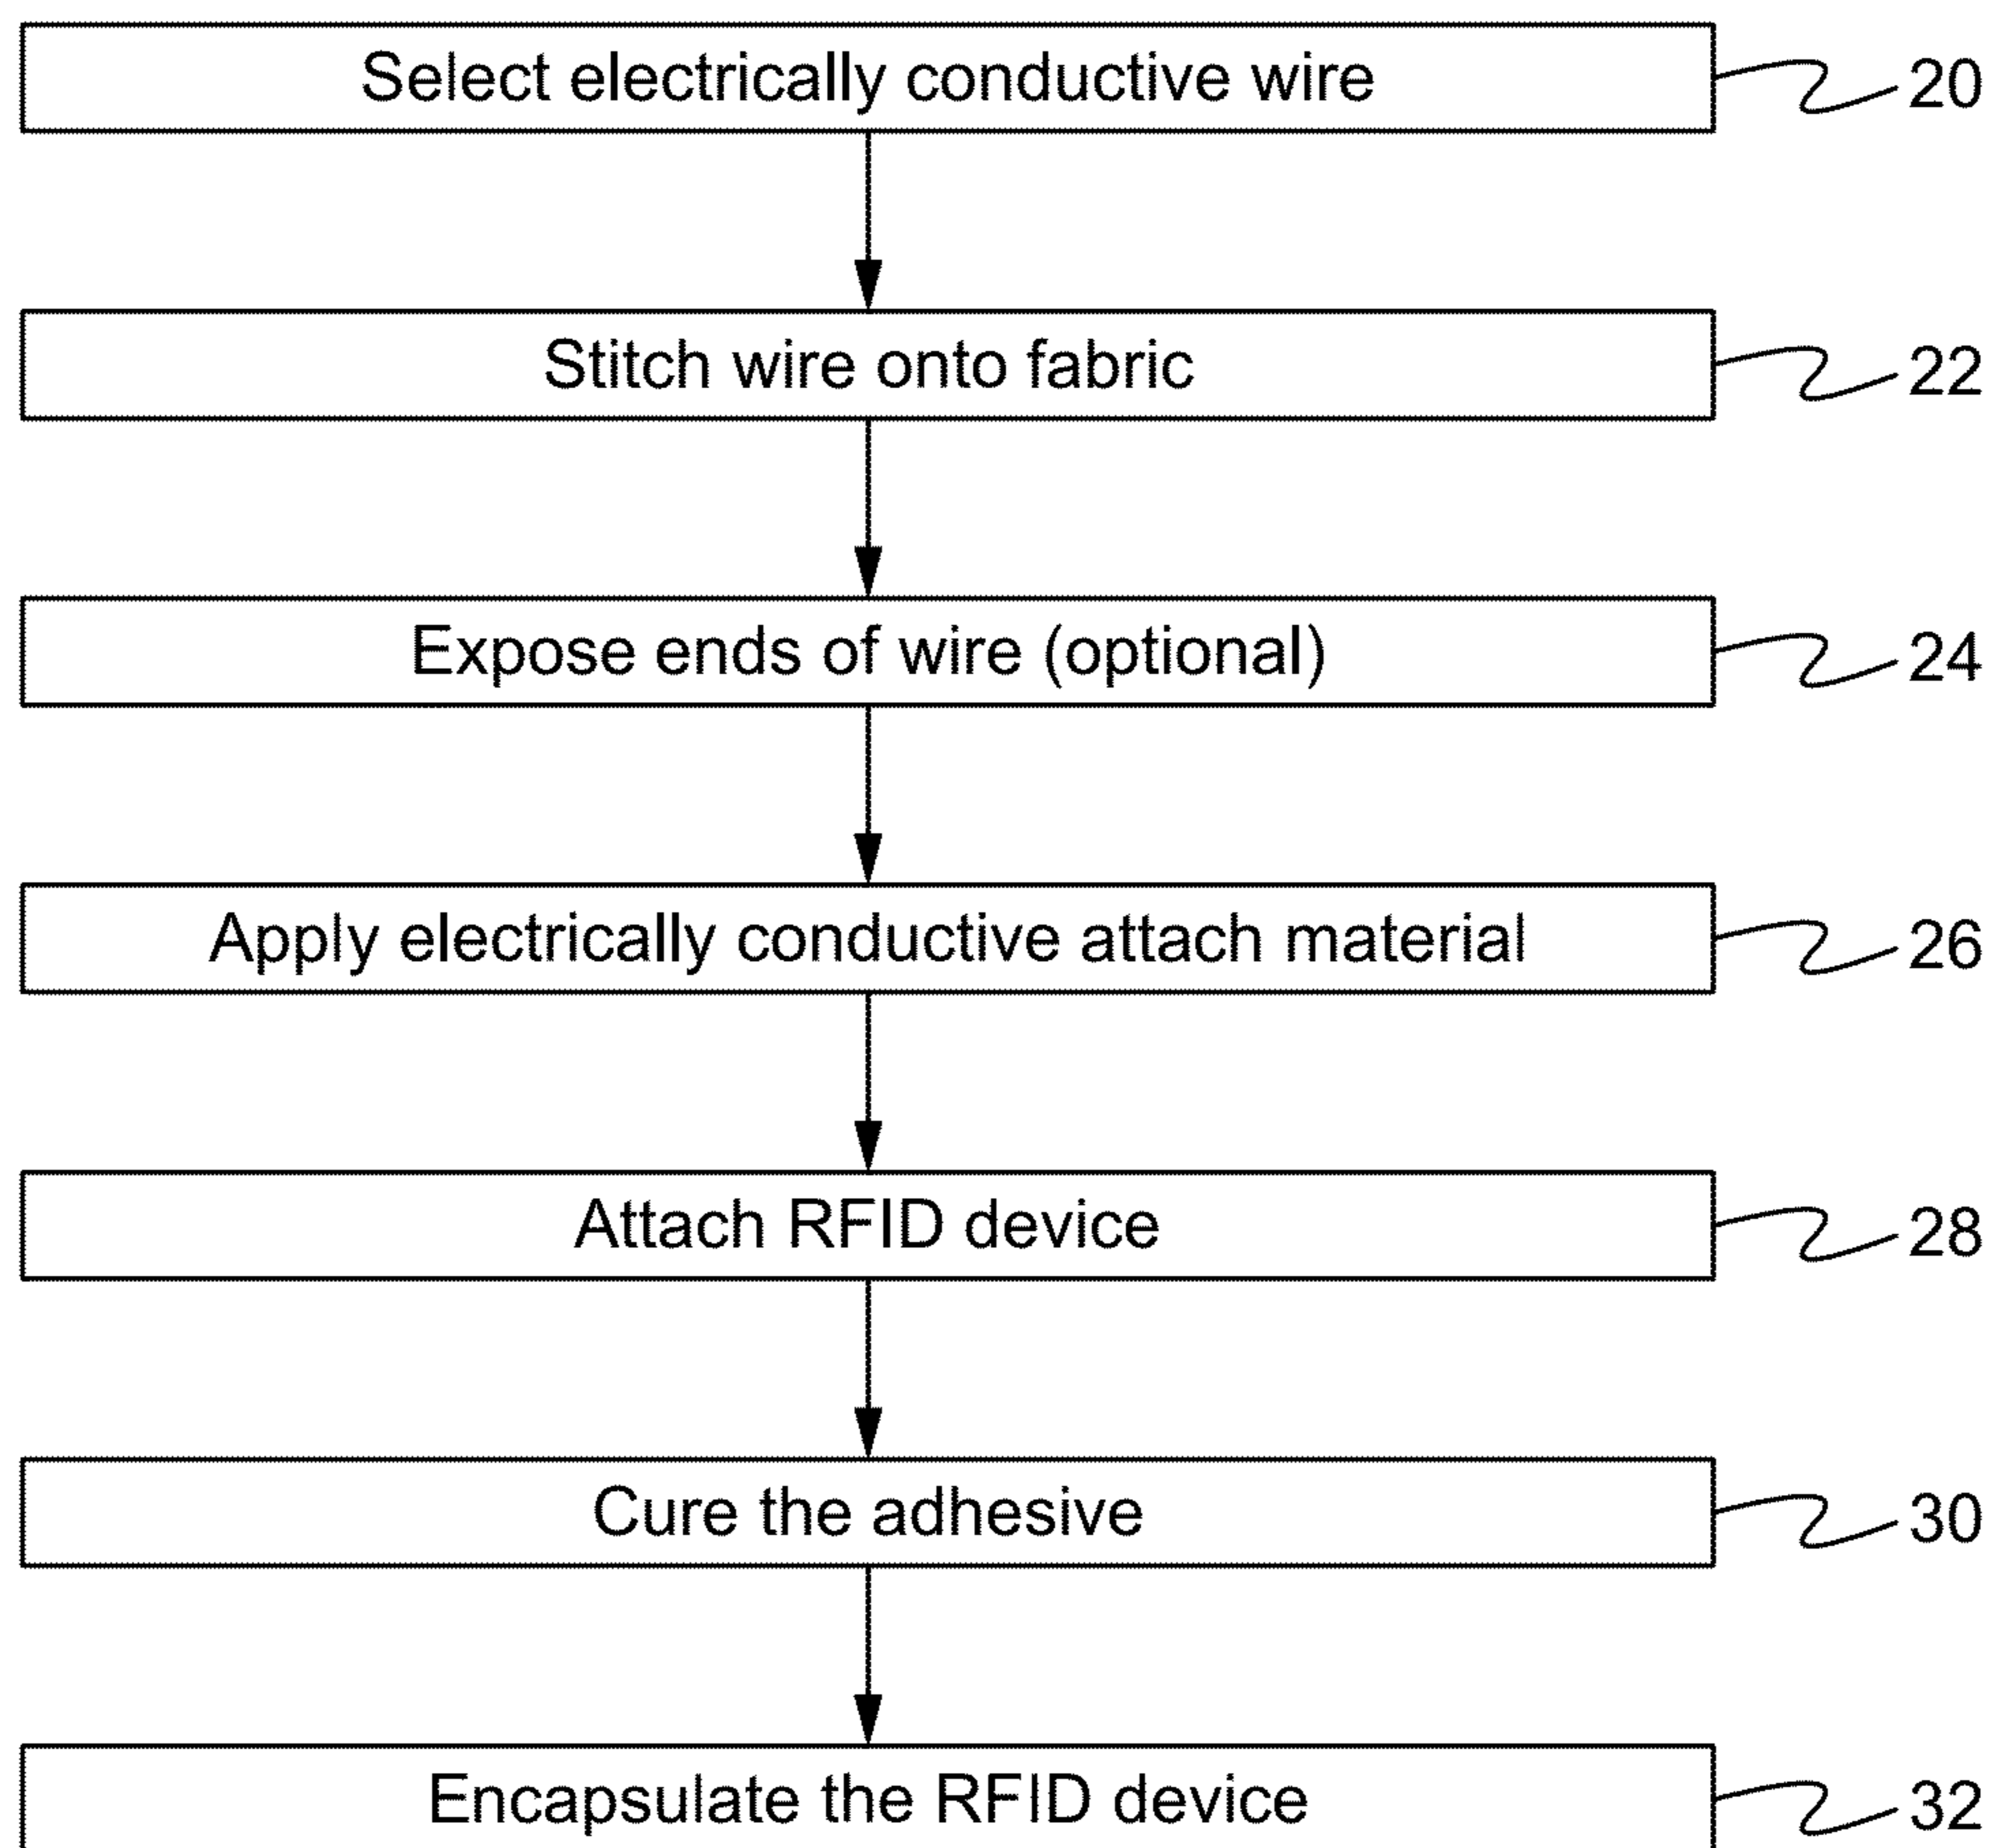 Select electrically conductive wire 20
Stitch wire onto fabric 22
Expose ends of wire (optional) 24
Apply electrically conductive attach material 26
Attach RFID device 28
Cure the adhesive 30
Encapsulate the RFID device 32